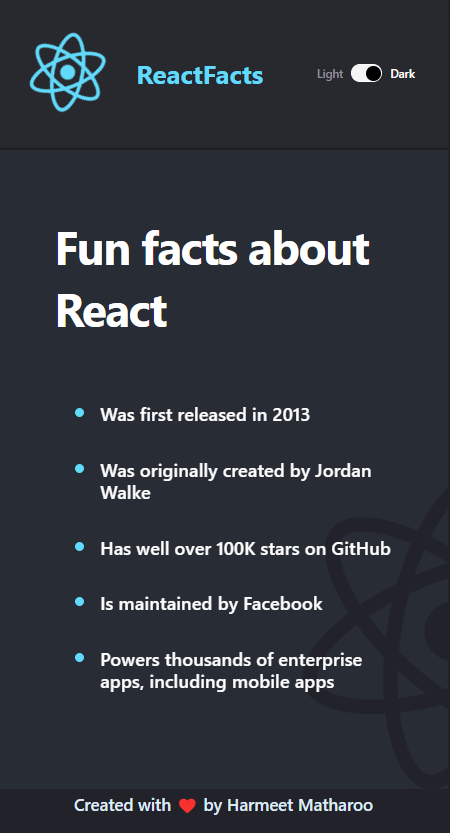 ReactFacts
Light Dark
Fun facts about
React
Was first released in 2013
Was originally created by Jordan
Walke
Has well over 100K stars on GitHub
Is maintained by Facebook
Powers thousands of enterprise
apps, including mobile apps
Created with ❤️ by Harmeet Matharoo